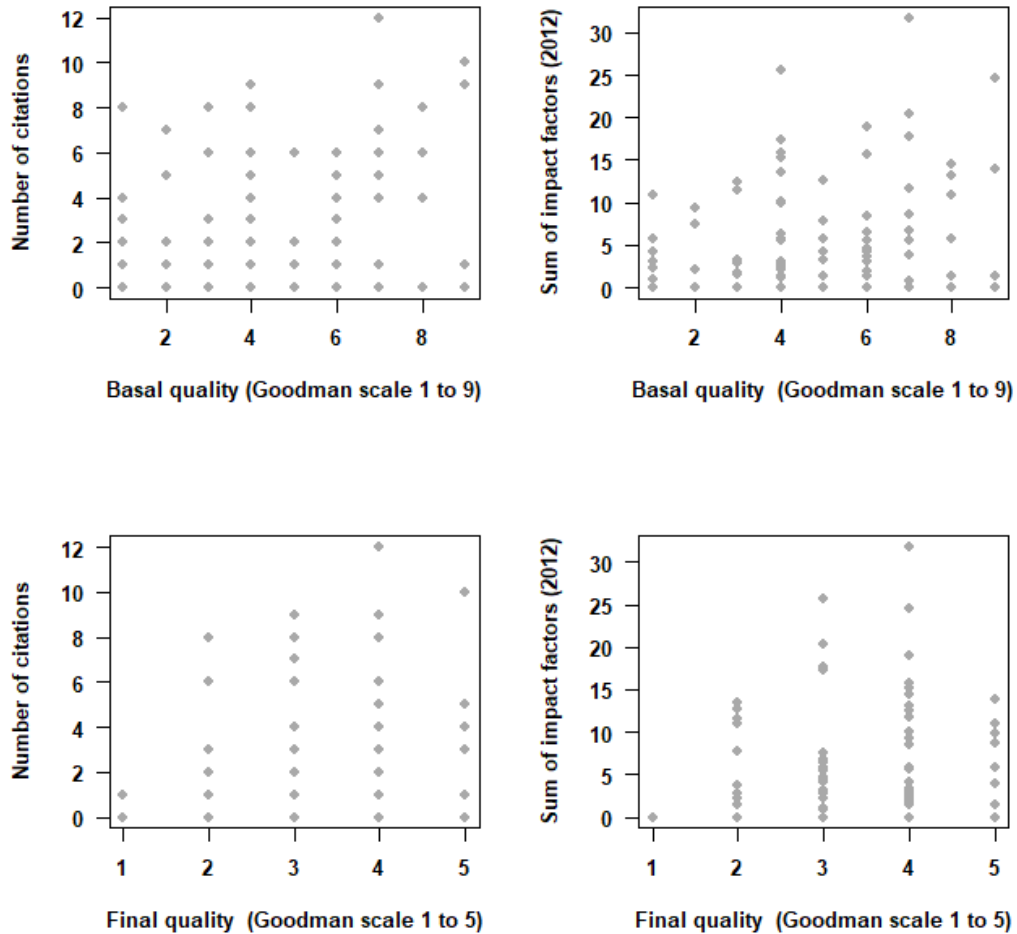 Number of citations
12
10
8
6
4
2
0
2 4 6 8
Basal quality (Goodman scale 1 to 9)
Sum of impact factors (2012)
30
25
20
15
10
5
0
2 4 6 8
Basal quality  (Goodman scale 1 to 9)
Number of citations
12
10
8
6
4
2
0
1 2 3 4 5
Final quality  (Goodman scale 1 to 5)
Sum of impact factors (2012)
30
25
20
15
10
5
0
1 2 3 4 5
Final quality  (Goodman scale 1 to 5)